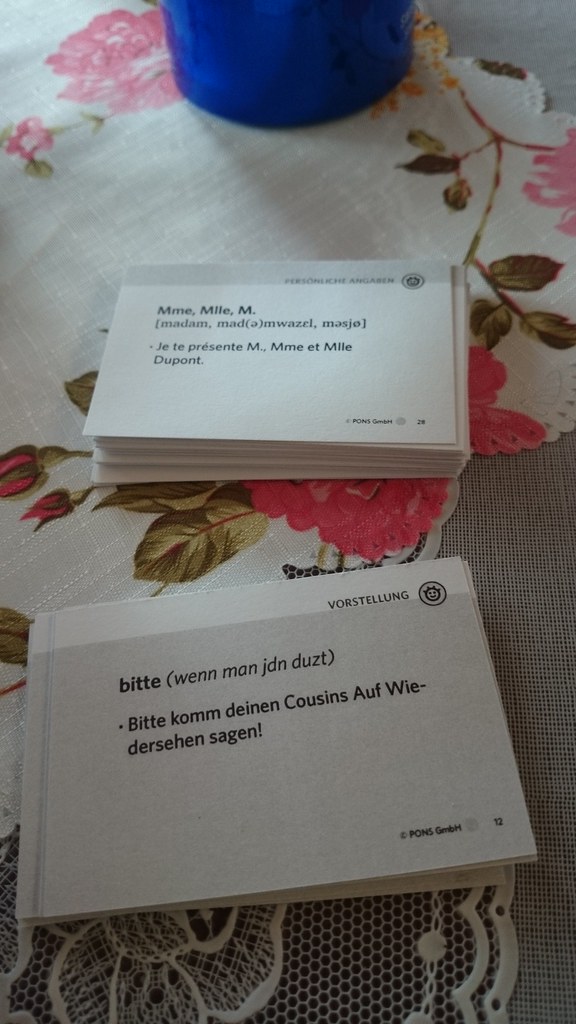 PERSÖNLICHE ANGABEN
Mme, Mlle, M.
[madam, mad(ə)mwazɛl, məsjø]
· Je te présente M., Mme et Mlle
Dupont.
© PONS GmbH 28
VORSTELLUNG
bitte (wenn man jdn duzt)
· Bitte komm deinen Cousins Auf Wie-
dersehen sagen!
© PONS GmbH 12